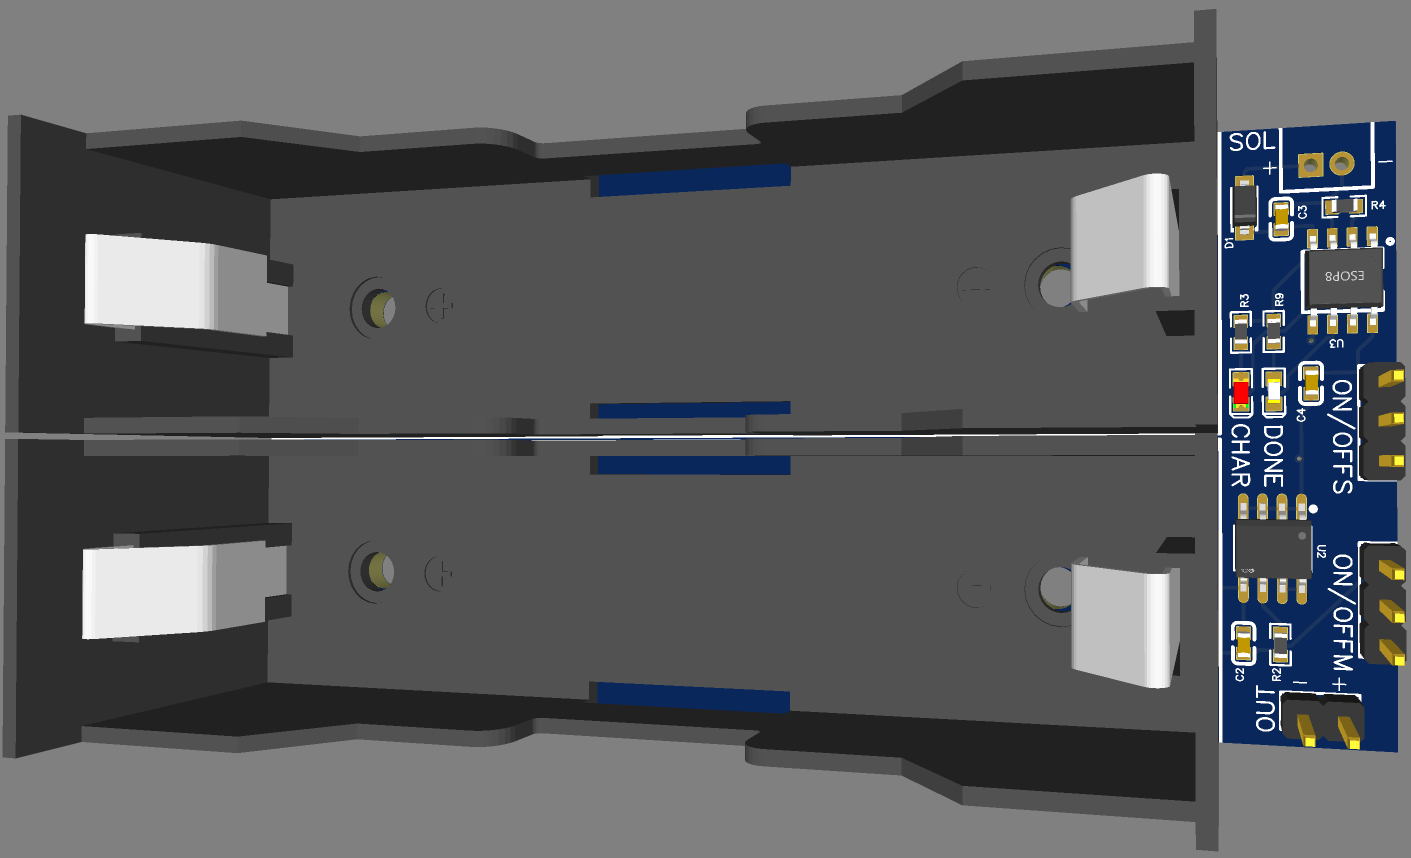 SOL
+
−
C3
R4
D1
ESOP8
R3
R9
U3
C4
ON/OFFS
CHAR
DONE
U2
ON/OFFM
C2
R2
−
+
OUT
+
−
+
−